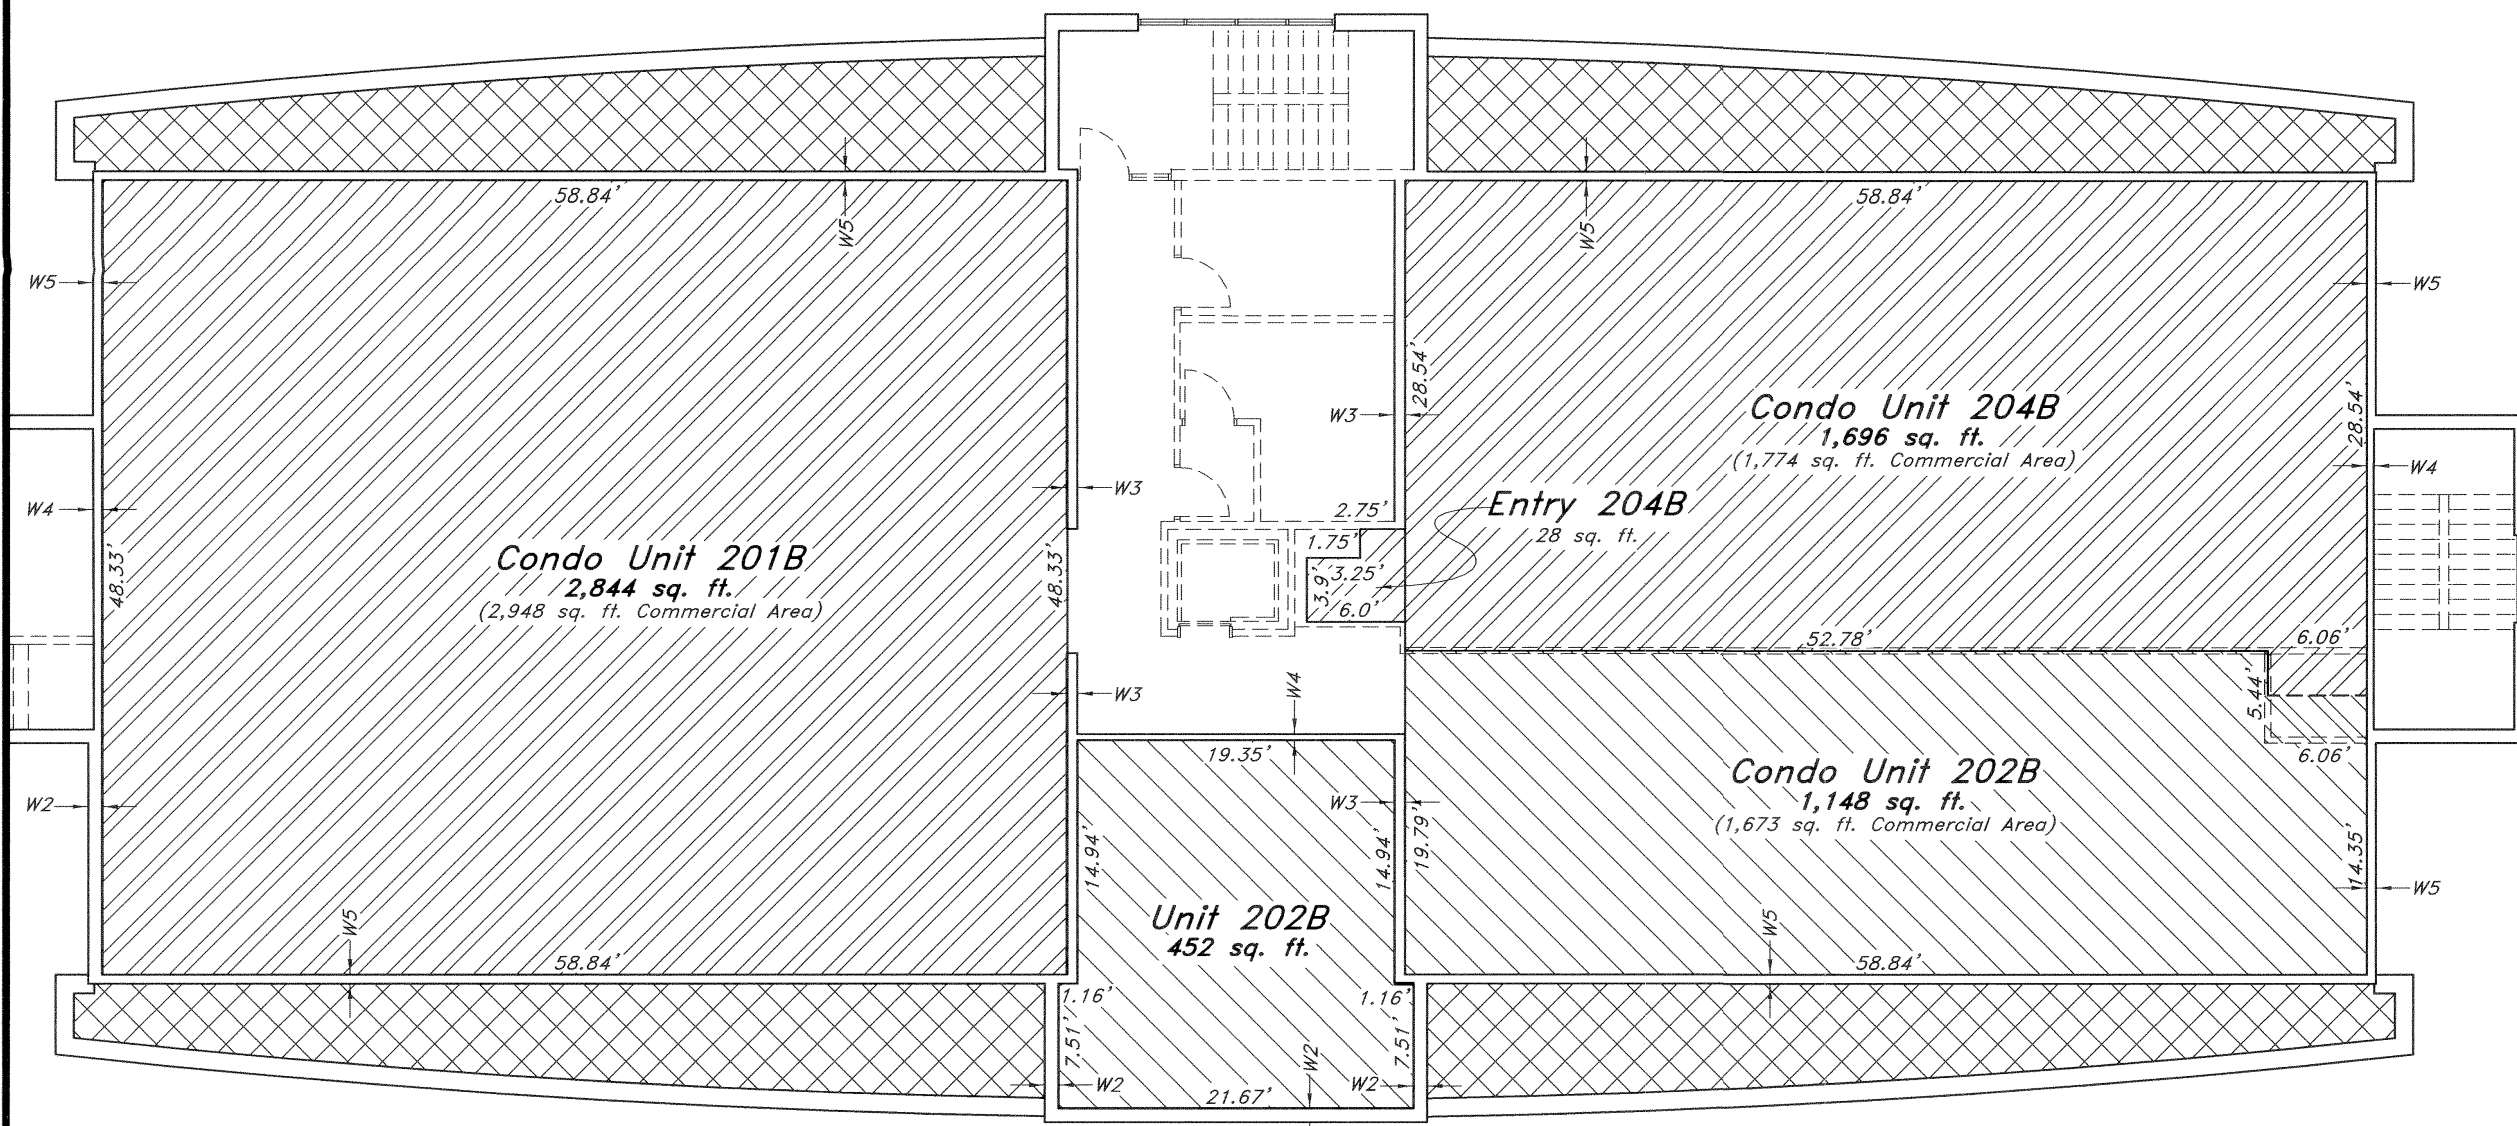 58.84'
W5
58.84'
W5
W5
W5
28.54'
W3
Condo Unit 204B
1,696 sq. ft.
(1,774 sq. ft. Commercial Area)
28.54'
W4
W4
W3
2.75'
Entry 204B
28 sq. ft.
1.75'
3.25'
3.9'
6.0'
Condo Unit 201B
2,844 sq. ft.
(2,948 sq. ft. Commercial Area)
48.33'
48.33'
52.78'
6.06'
W3
W4
5.44'
6.06'
19.35'
Condo Unit 202B
1,148 sq. ft.
(1,673 sq. ft. Commercial Area)
W2
W3
14.94'
14.94'
19.79'
14.35'
W5
Unit 202B
452 sq. ft.
W5
W5
58.84'
58.84'
1.16'
1.16'
7.51'
7.51'
W2
W2
W2
21.67'